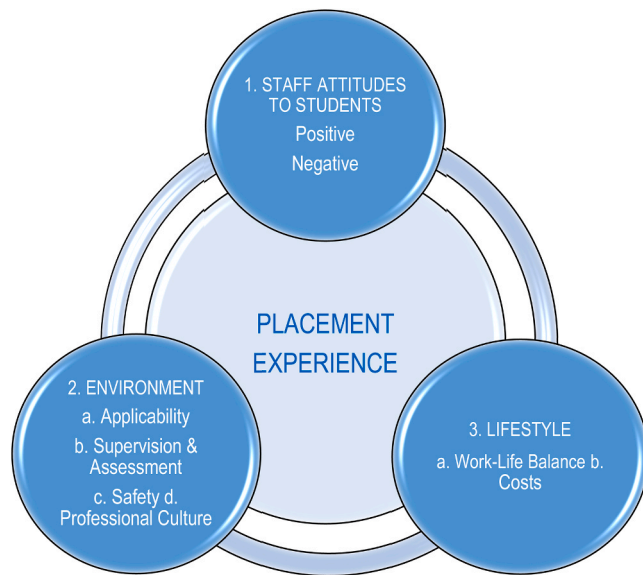 1. STAFF ATTITUDES
TO STUDENTS
Positive
Negative
PLACEMENT
EXPERIENCE
2. ENVIRONMENT
a. Applicability
b. Supervision &
Assessment
c. Safety d.
Professional Culture
3. LIFESTYLE
a. Work-Life Balance b.
Costs